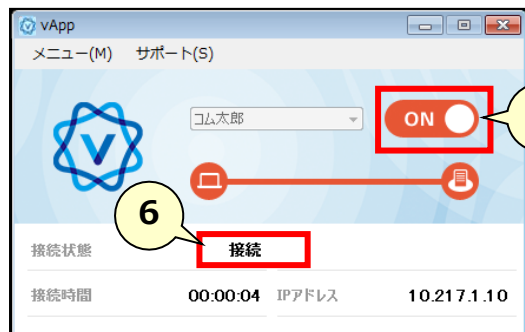 vApp
メニュー(M) サポート(S)
コム太郎
ON
V
6
接続状態 接続
接続時間 00:00:04 IPアドレス 10.217.1.10